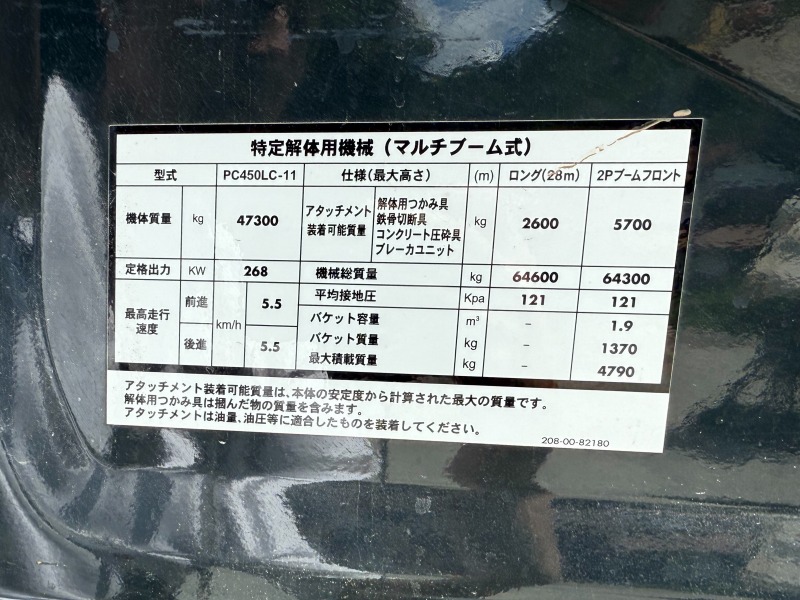 特定解体用機械（マルチブーム式）
型式 PC450LC-11 仕様（最大高さ） (m) ロング(28m) 2Pブームフロント
機体質量 kg 47300 アタッチメント装着可能質量 解体用つかみ具 鉄骨切断具 コンクリート圧砕具 ブレーカユニット kg 2600 5700
定格出力 KW 268 機械総質量 kg 64600 64300
最高走行速度 前進 km/h 5.5 平均接地圧 Kpa 121 121
バケット容量 m³ – 1.9
後進 5.5 バケット質量 kg – 1370
最大積載質量 kg – 4790
アタッチメント装着可能質量は、本体の安定度から計算された最大の質量です。
解体用つかみ具は掴んだ物の質量を含みます。
アタッチメントは油量、油圧等に適合したものを装着してください。
208-00-82180